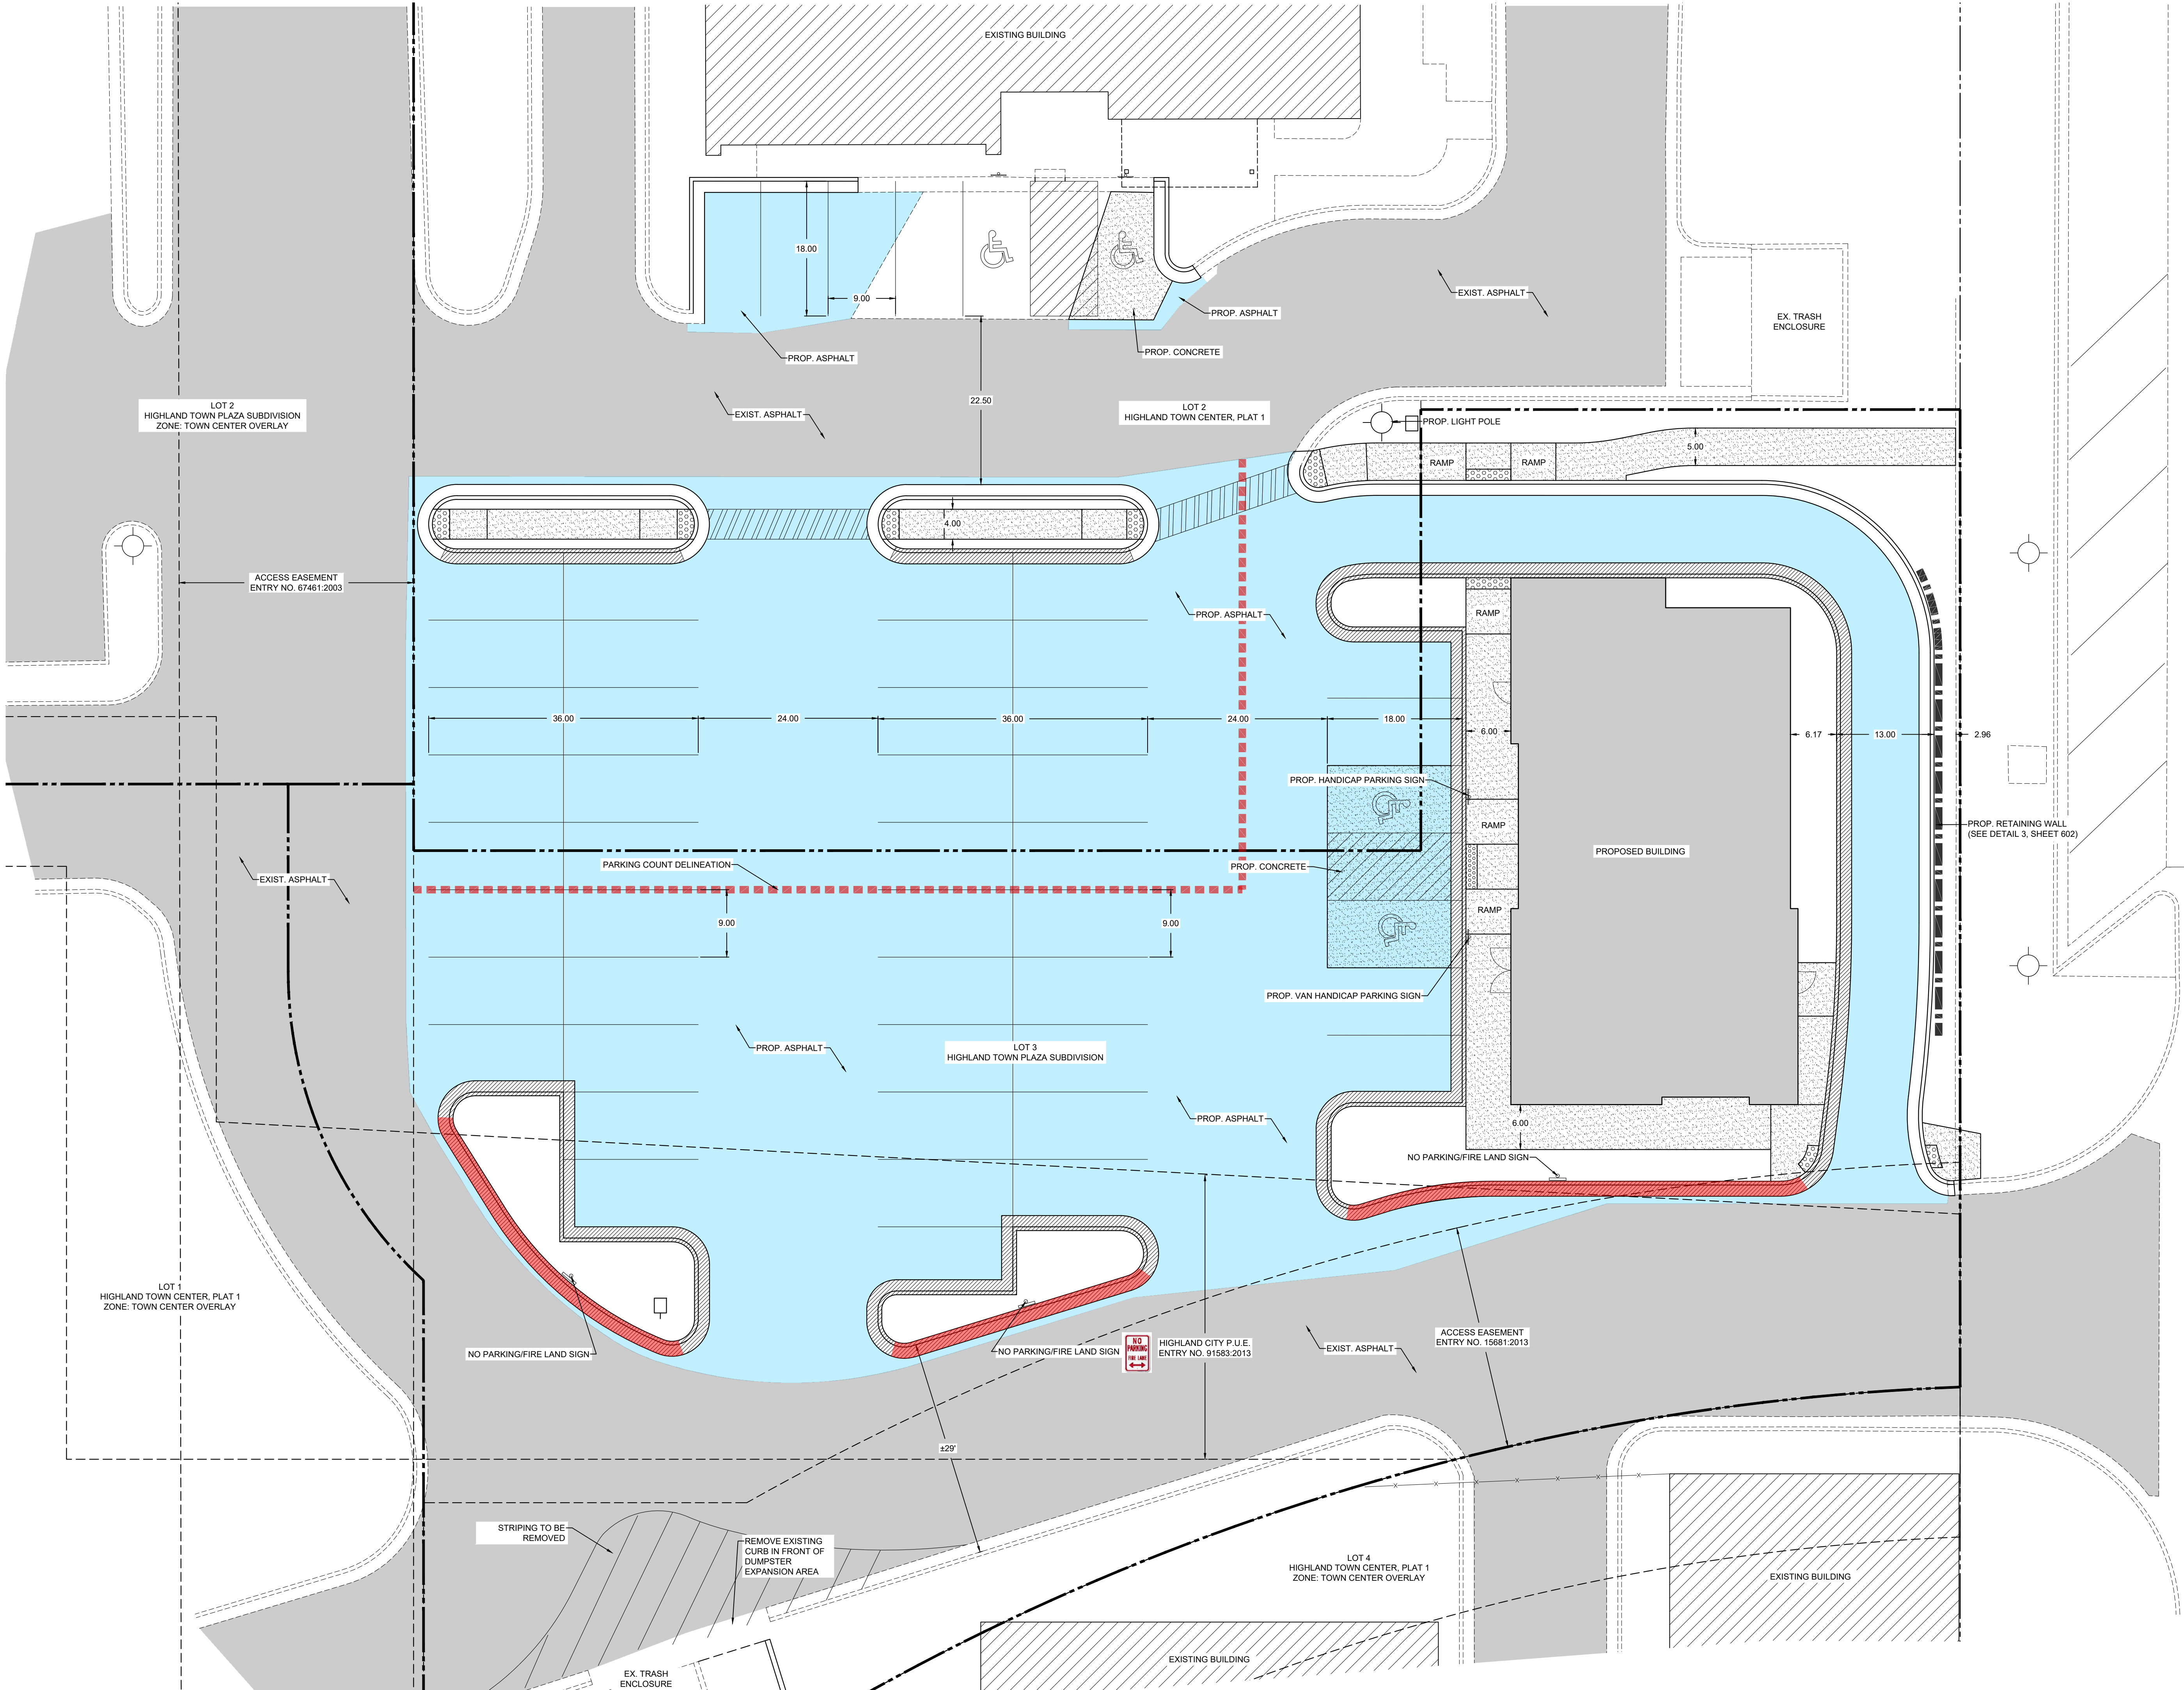 EXISTING BUILDING
18.00
9.00
PROP. ASPHALT
PROP. CONCRETE
PROP. ASPHALT
EXIST. ASPHALT
EX. TRASH
ENCLOSURE
LOT 2
HIGHLAND TOWN PLAZA SUBDIVISION
ZONE: TOWN CENTER OVERLAY
EXIST. ASPHALT
22.50
LOT 2
HIGHLAND TOWN CENTER, PLAT 1
PROP. LIGHT POLE
RAMP
RAMP
5.00
4.00
ACCESS EASEMENT
ENTRY NO. 67461:2003
PROP. ASPHALT
RAMP
36.00
24.00
36.00
24.00
18.00
6.00
6.17
13.00
2.96
PROP. HANDICAP PARKING SIGN
RAMP
PROP. RETAINING WALL
(SEE DETAIL 3, SHEET 602)
PROPOSED BUILDING
PARKING COUNT DELINEATION
PROP. CONCRETE
EXIST. ASPHALT
9.00
9.00
RAMP
PROP. VAN HANDICAP PARKING SIGN
PROP. ASPHALT
LOT 3
HIGHLAND TOWN PLAZA SUBDIVISION
PROP. ASPHALT
6.00
NO PARKING/FIRE LAND SIGN
LOT 1
HIGHLAND TOWN CENTER, PLAT 1
ZONE: TOWN CENTER OVERLAY
NO PARKING/FIRE LAND SIGN
NO PARKING/FIRE LAND SIGN
NO
PARKING
FIRE LANE
HIGHLAND CITY P.U.E.
ENTRY NO. 91583:2013
EXIST. ASPHALT
ACCESS EASEMENT
ENTRY NO. 15681:2013
±29'
STRIPING TO BE
REMOVED
REMOVE EXISTING
CURB IN FRONT OF
DUMPSTER
EXPANSION AREA
LOT 4
HIGHLAND TOWN CENTER, PLAT 1
ZONE: TOWN CENTER OVERLAY
EXISTING BUILDING
EXISTING BUILDING
EX. TRASH
ENCLOSURE